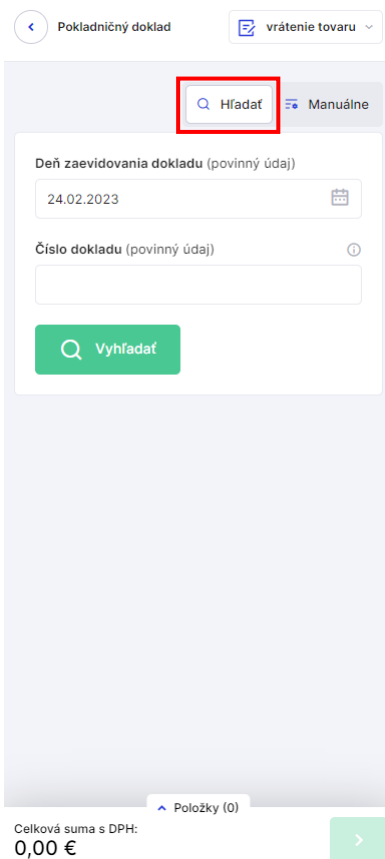 Pokladničný doklad
vrátenie tovaru
Hľadať
Manuálne
Deň zaevidovania dokladu (povinný údaj)
24.02.2023
Číslo dokladu (povinný údaj)
Vyhľadať
Položky (0)
Celková suma s DPH:
0,00 €